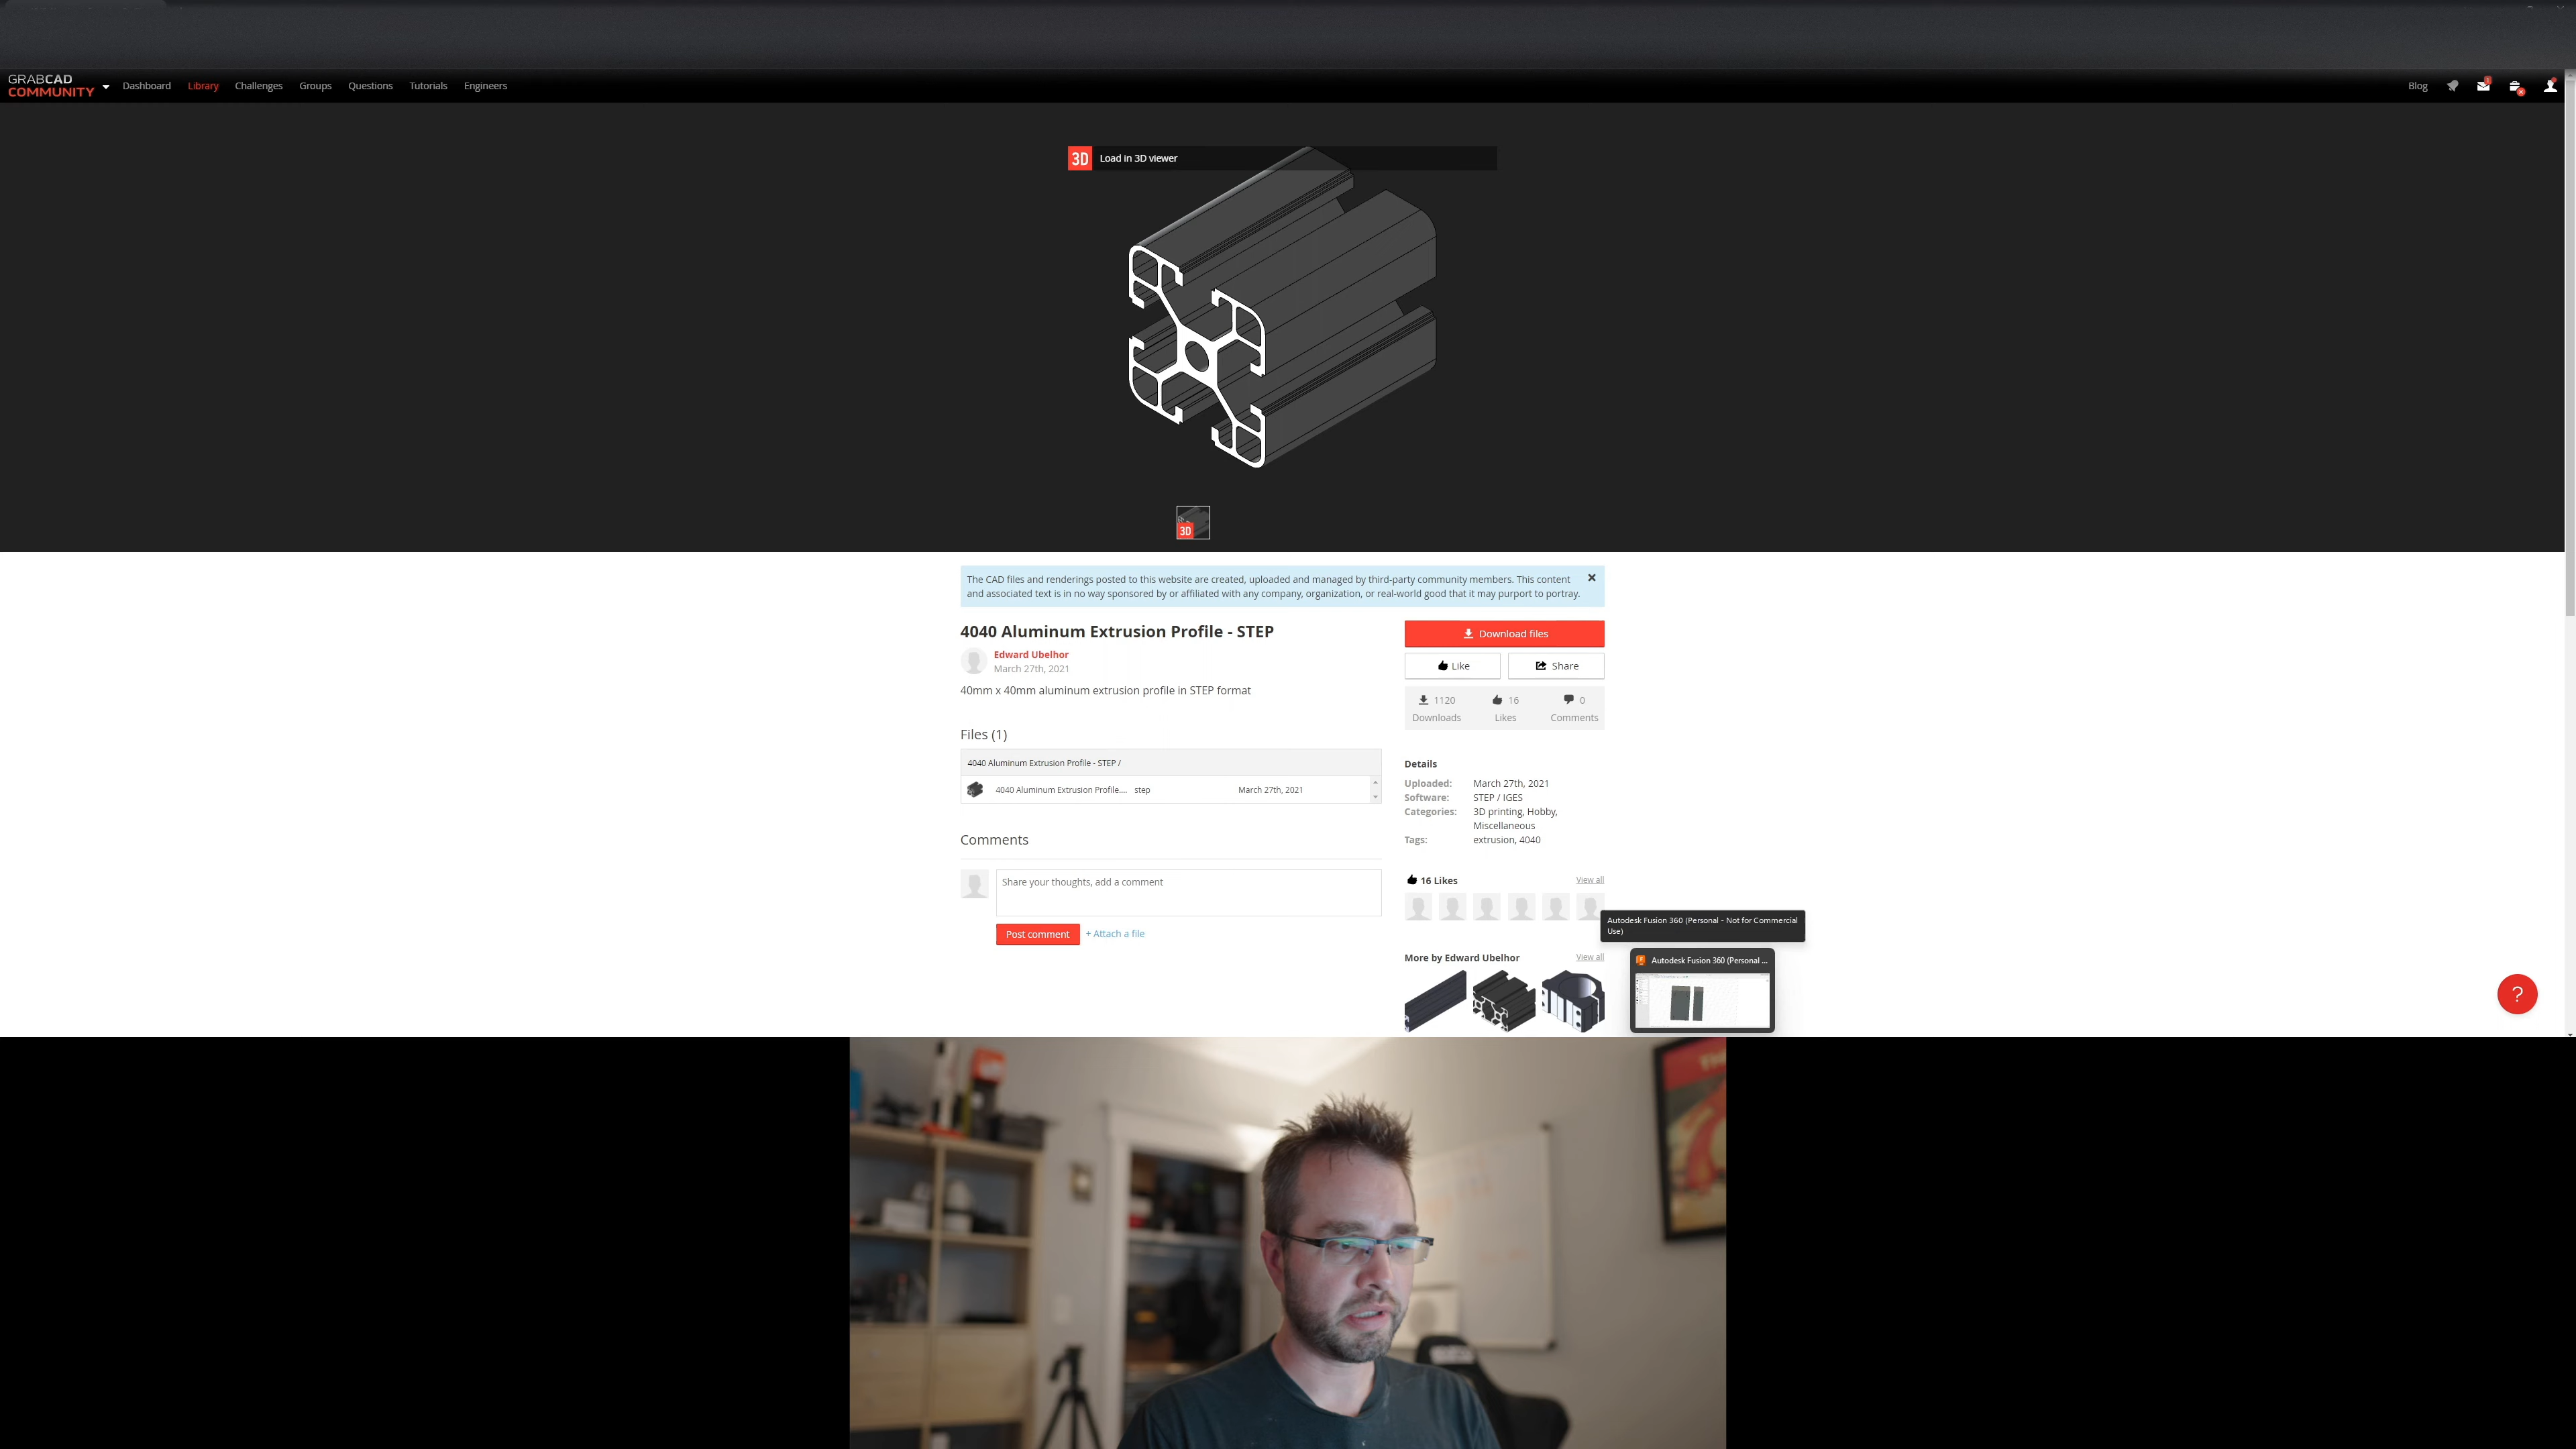 GRABCAD
COMMUNITY
Dashboard
Library
Challenges
Groups
Questions
Tutorials
Engineers
Blog
3D
Load in 3D viewer
3D
The CAD files and renderings posted to this website are created, uploaded and managed by third-party community members. This content
and associated text is in no way sponsored by or affiliated with any company, organization, or real-world good that it may purport to portray.
4040 Aluminum Extrusion Profile - STEP
Edward Ubelhor
March 27th, 2021
40mm x 40mm aluminum extrusion profile in STEP format
Files (1)
4040 Aluminum Extrusion Profile - STEP /
4040 Aluminum Extrusion Profile.... step March 27th, 2021
Comments
Share your thoughts, add a comment
Post comment
+ Attach a file
Download files
Like
Share
1120 16 0
Downloads Likes Comments
Details
Uploaded: March 27th, 2021
Software: STEP / IGES
Categories: 3D printing, Hobby,
Miscellaneous
Tags: extrusion, 4040
16 Likes View all
More by Edward Ubelhor View all
Autodesk Fusion 360 (Personal - Not for Commercial
Use)
Autodesk Fusion 360 (Personal ...
?